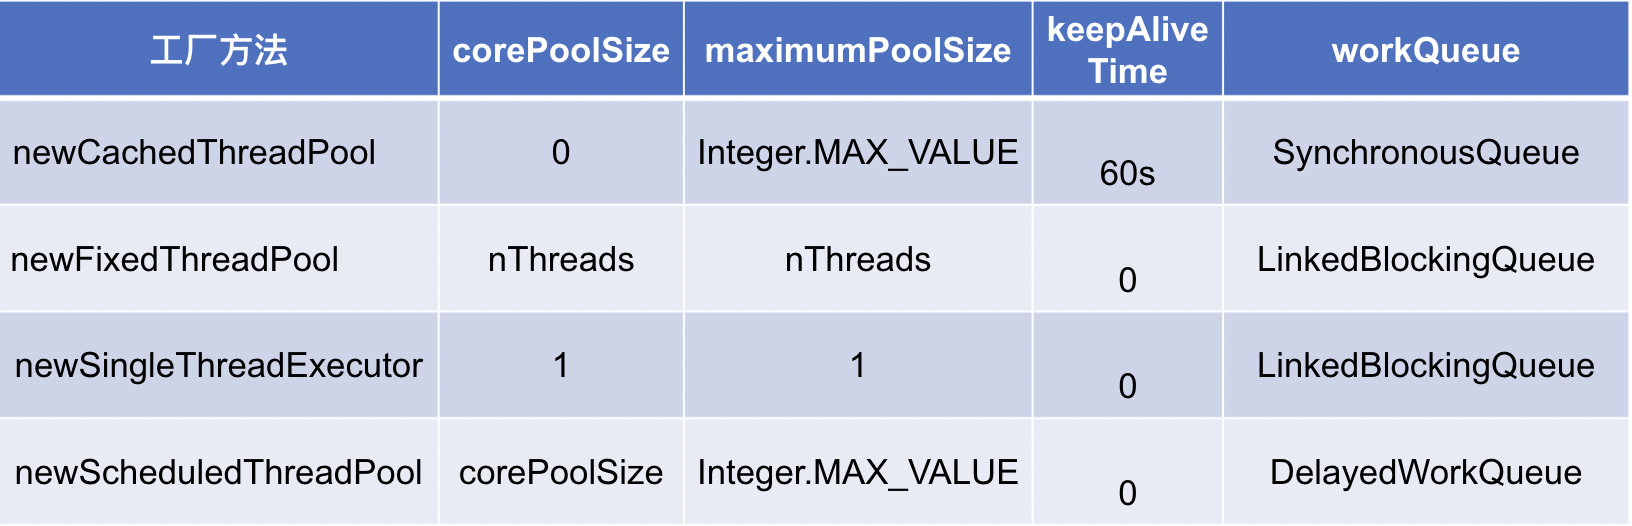 工厂方法 corePoolSize maximumPoolSize keepAlive Time workQueue
newCachedThreadPool 0 Integer.MAX_VALUE 60s SynchronousQueue
newFixedThreadPool nThreads nThreads 0 LinkedBlockingQueue
newSingleThreadExecutor 1 1 0 LinkedBlockingQueue
newScheduledThreadPool corePoolSize Integer.MAX_VALUE 0 DelayedWorkQueue